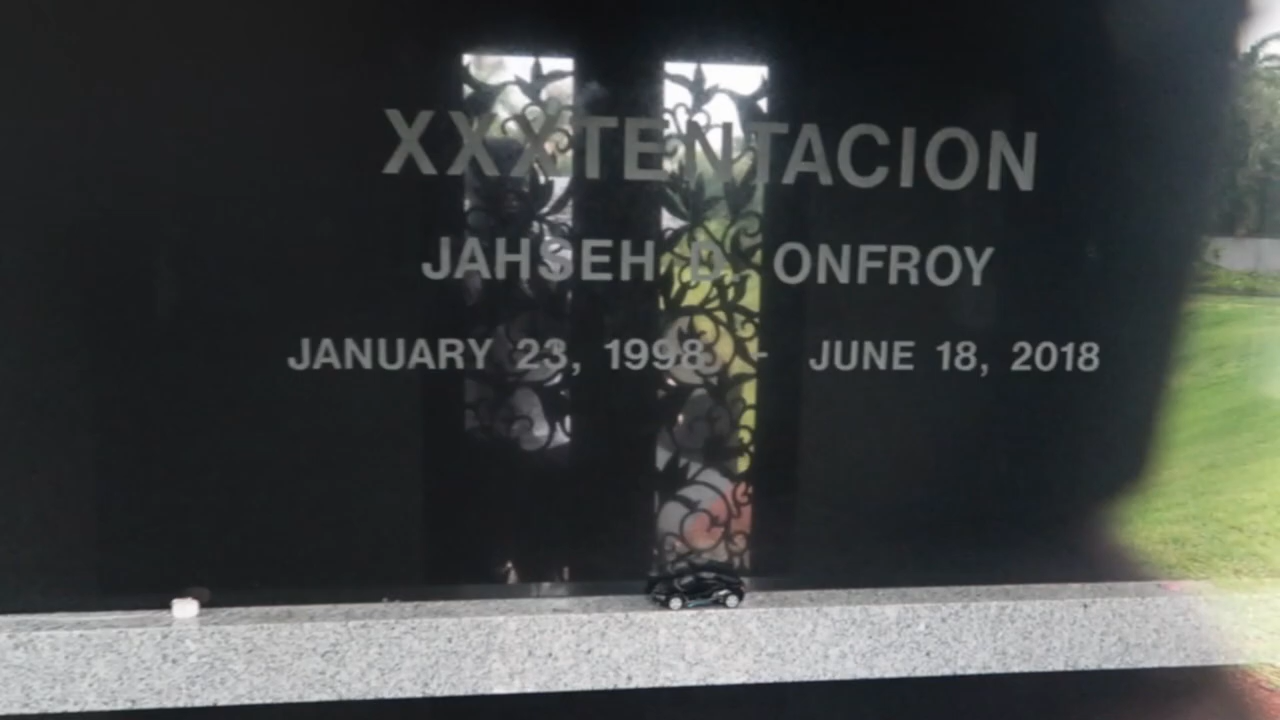 XXXTENTACION
JAHSEH D. ONFROY
JANUARY 23, 1998 - JUNE 18, 2018